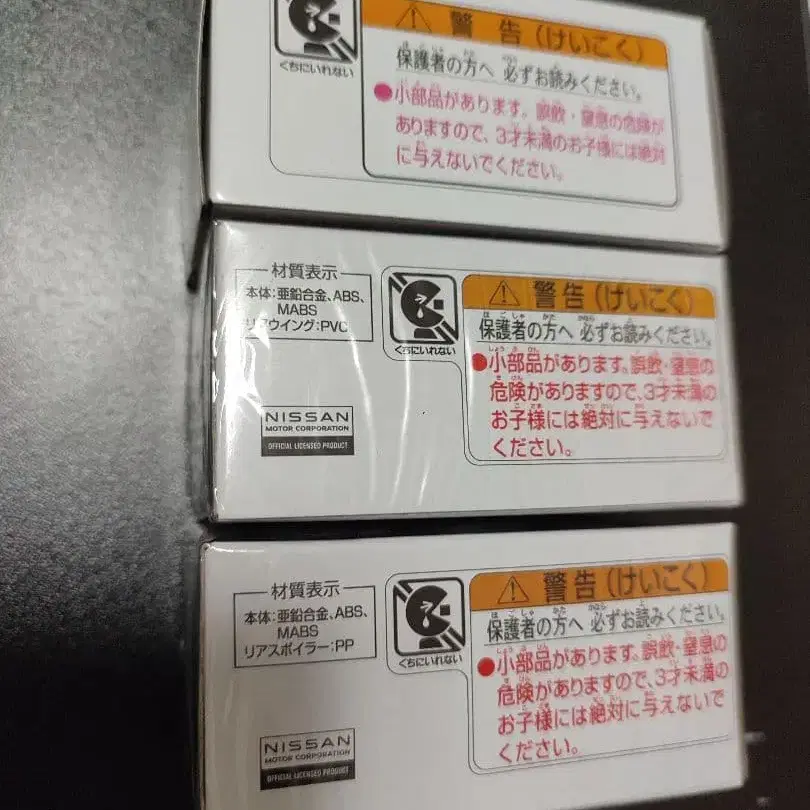 くちにいれない
警告(けいこく)
保護者の方へ 必ずお読みください。
●小部品があります。誤飲・窒息の危険が
ありますので、3才未満のお子様には絶対
に与えないでください。
材質表示
本体:亜鉛合金、ABS、
MABS
リアウイング:PVC
NISSAN
MOTOR CORPORATION
OFFICIAL LICENSED PRODUCT
くちにいれない
警告(けいこく)
保護者の方へ 必ずお読みください。
●小部品があります。誤飲・窒息の
危険がありますので、3才未満の
お子様には絶対に与えないで
ください。
材質表示
本体:亜鉛合金、ABS、
MABS
リアスポイラー:PP
NISSAN
MOTOR CORPORATION
OFFICIAL LICENSED PRODUCT
くちにいれない
警告(けいこく)
保護者の方へ 必ずお読みください。
●小部品があります。誤飲・窒息の
危険がありますので、3才未満の
お子様には絶対に与えないで
ください。